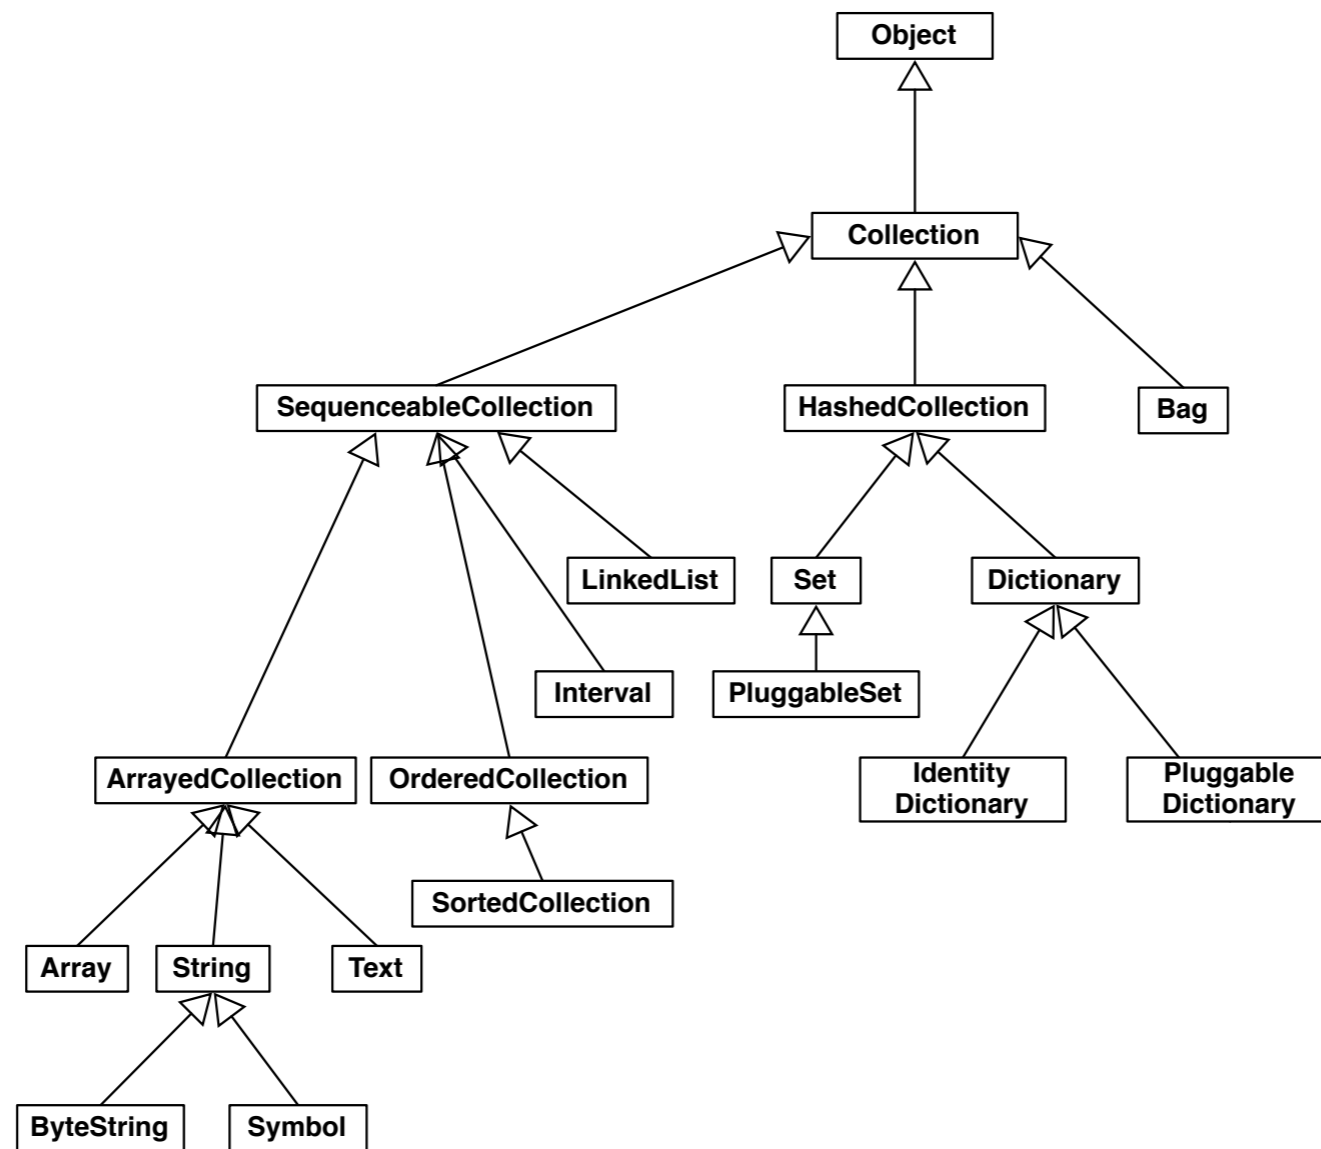 Object
Collection
SequenceableCollection
HashedCollection
Bag
LinkedList
Set
Dictionary
Interval
PluggableSet
ArrayedCollection
OrderedCollection
Identity
Dictionary
Pluggable
Dictionary
SortedCollection
Array
String
Text
ByteString
Symbol